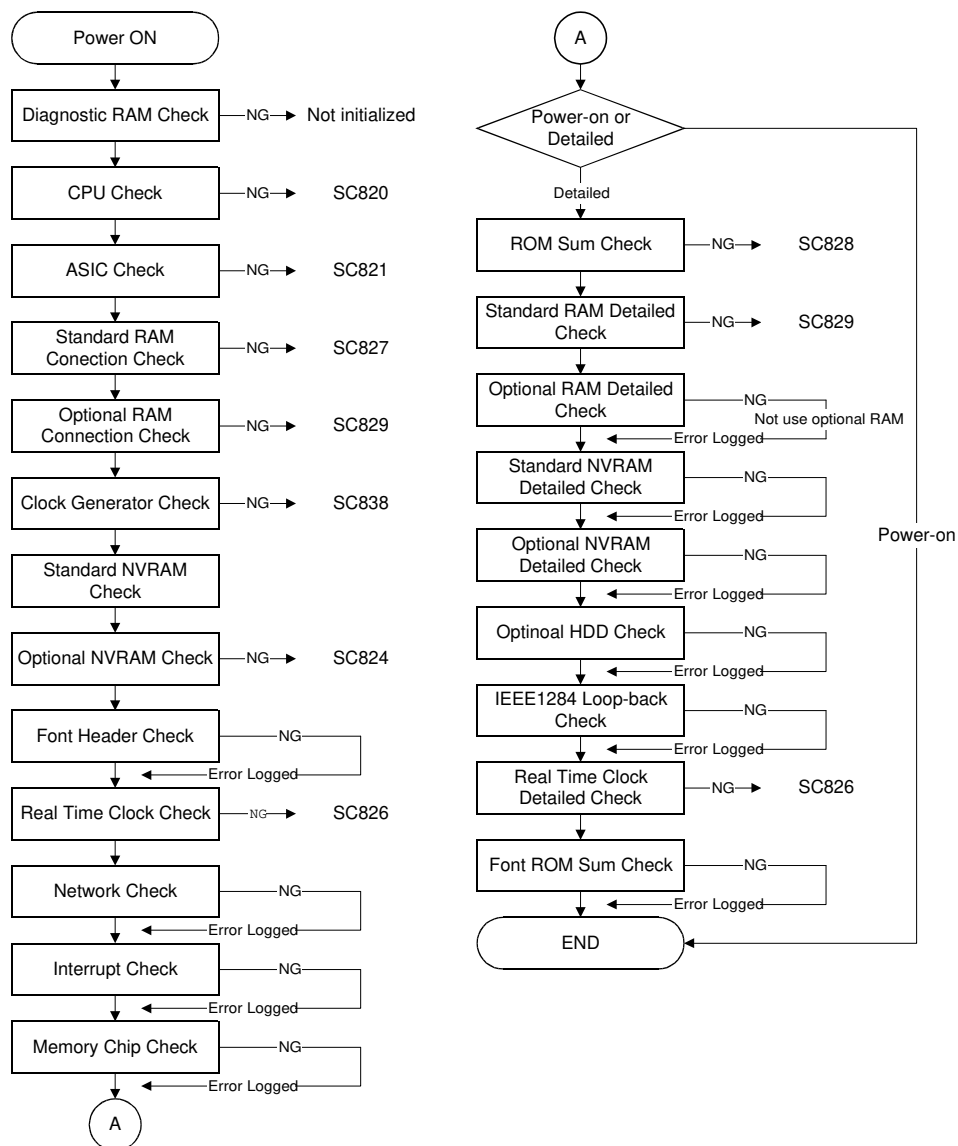 Power ON
Diagnostic RAM Check
NG
Not initialized
CPU Check
NG
SC820
ASIC Check
NG
SC821
Standard RAM
Conection Check
NG
SC827
Optional RAM
Connection Check
NG
SC829
Clock Generator Check
NG
SC838
Standard NVRAM
Check
Optional NVRAM Check
NG
SC824
Font Header Check
NG
Error Logged
Real Time Clock Check
NG
SC826
Network Check
NG
Error Logged
Interrupt Check
NG
Error Logged
Memory Chip Check
NG
Error Logged
A
A
Power-on or
Detailed
Detailed
ROM Sum Check
NG
SC828
Standard RAM Detailed
Check
NG
SC829
Optional RAM Detailed
Check
NG
Not use optional RAM
Error Logged
Standard NVRAM
Detailed Check
NG
Error Logged
Power-on
Optional NVRAM
Detailed Check
NG
Error Logged
Optinoal HDD Check
NG
Error Logged
IEEE1284 Loop-back
Check
NG
Error Logged
Real Time Clock
Detailed Check
NG
SC826
Font ROM Sum Check
NG
Error Logged
END